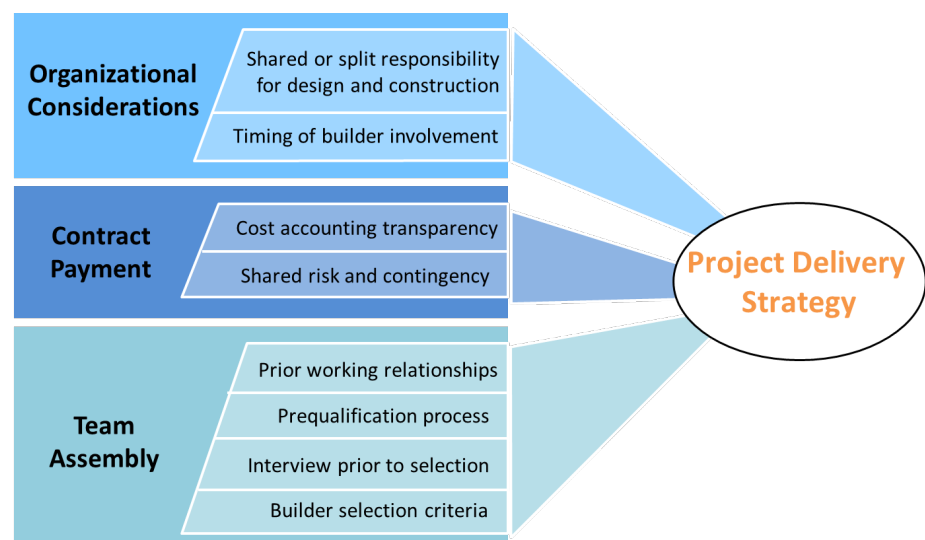 Organizational
Considerations
Shared or split responsibility
for design and construction
Timing of builder involvement
Contract
Payment
Cost accounting transparency
Shared risk and contingency
Team
Assembly
Prior working relationships
Prequalification process
Interview prior to selection
Builder selection criteria
Project Delivery
Strategy